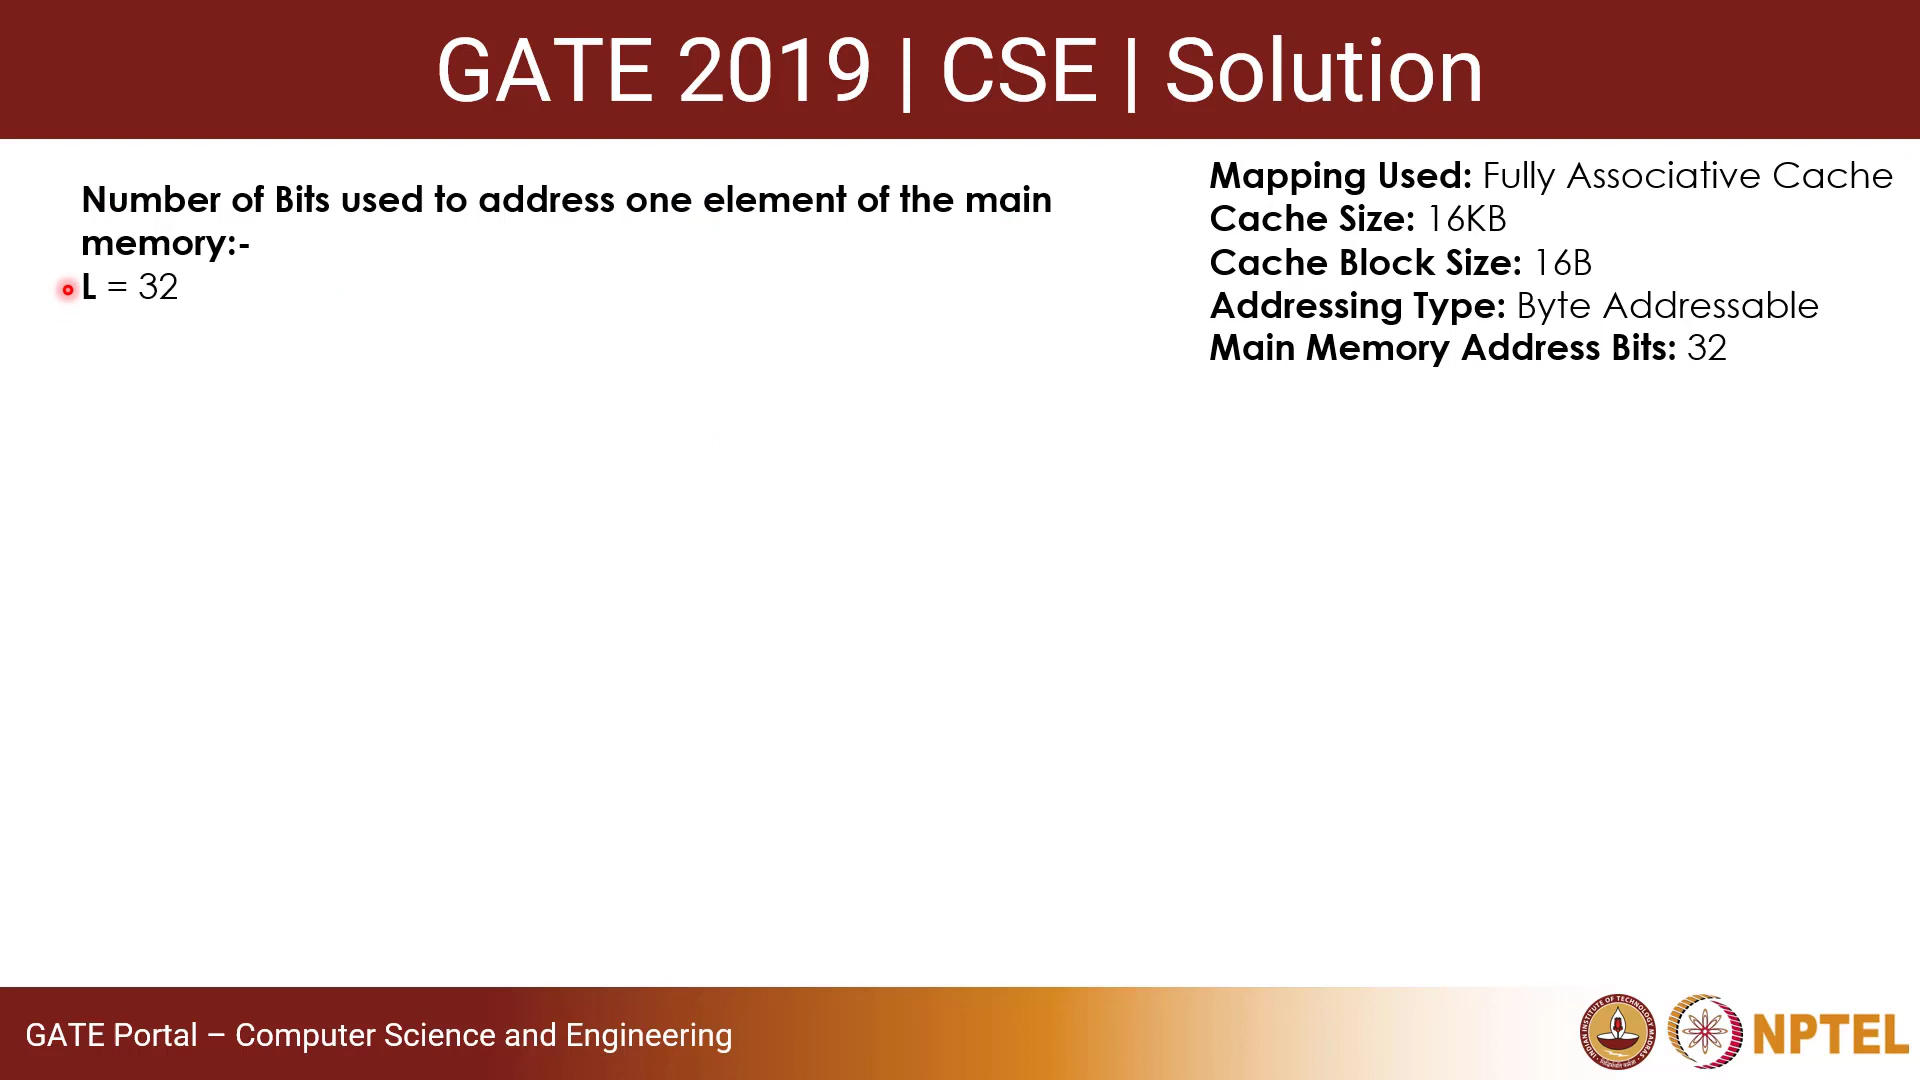 GATE 2019 | CSE | Solution
Number of Bits used to address one element of the main
memory:-
L = 32
Mapping Used: Fully Associative Cache
Cache Size: 16KB
Cache Block Size: 16B
Addressing Type: Byte Addressable
Main Memory Address Bits: 32
GATE Portal – Computer Science and Engineering
NPTEL